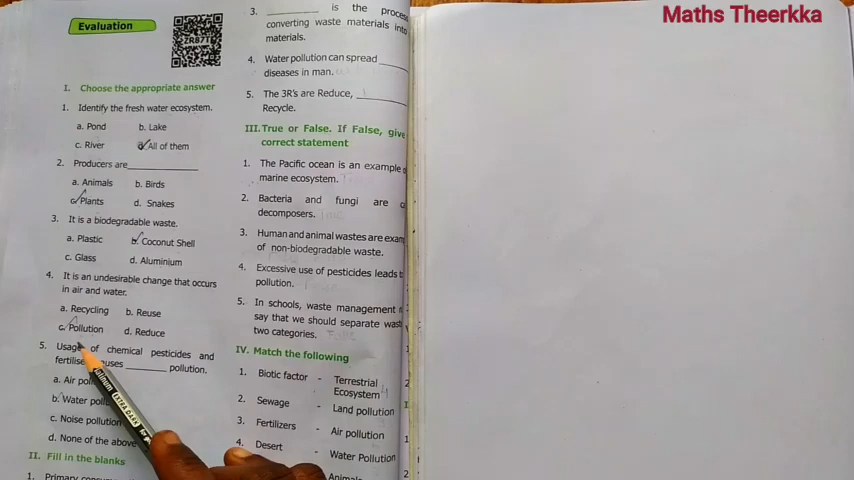 Maths Theerkka
Evaluation
ZR87T
I. Choose the appropriate answer
1. Identify the fresh water ecosystem.
a. Pond b. Lake
c. River d. All of them
2. Producers are
a. Animals b. Birds
c. Plants d. Snakes
3. It is a biodegradable waste.
a. Plastic b. Coconut Shell
c. Glass d. Aluminium
4. It is an undesirable change that occurs
in air and water.
a. Recycling b. Reuse
c. Pollution d. Reduce
5. Usage of chemical pesticides and
pollution.
a. Air
b. Water
c. Noise pollution
d. None of the above
II. Fill in the blanks
1. Primary
3. is the process
converting waste materials into
materials.
4. Water pollution can spread
diseases in man.
5. The 3R's are Reduce,
Recycle.
III. True or False. If False, give
correct statement
1. The Pacific ocean is an example
marine ecosystem.
2. Bacteria and fungi are
decomposers.
3. Human and animal wastes are
of non-biodegradable waste.
4. Excessive use of pesticides leads
pollution.
5. In schools, waste management
say that we should separate
two categories.
IV. Match the following
1. Biotic factor - Terrestrial
Ecosystem
2. Sewage - Land pollution
3. Fertilizers - Air pollution
4. Desert - Water Pollution
Animals